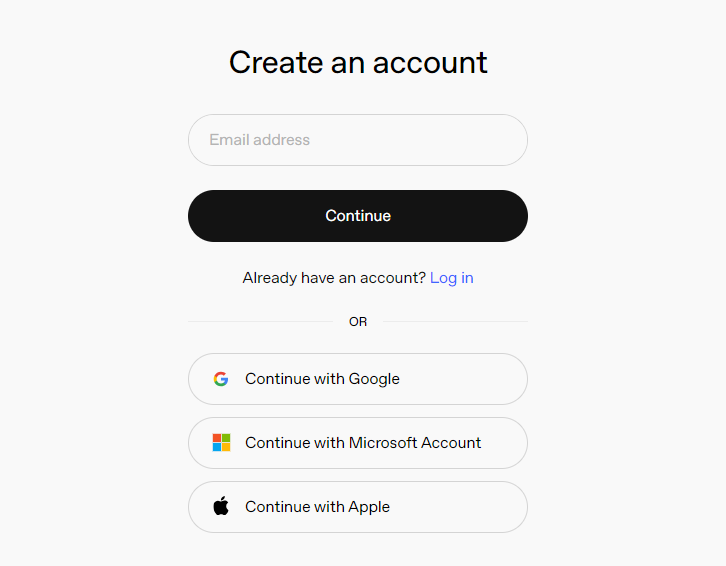 Create an account
Email address
Continue
Already have an account? Log in
OR
Continue with Google
Continue with Microsoft Account
Continue with Apple